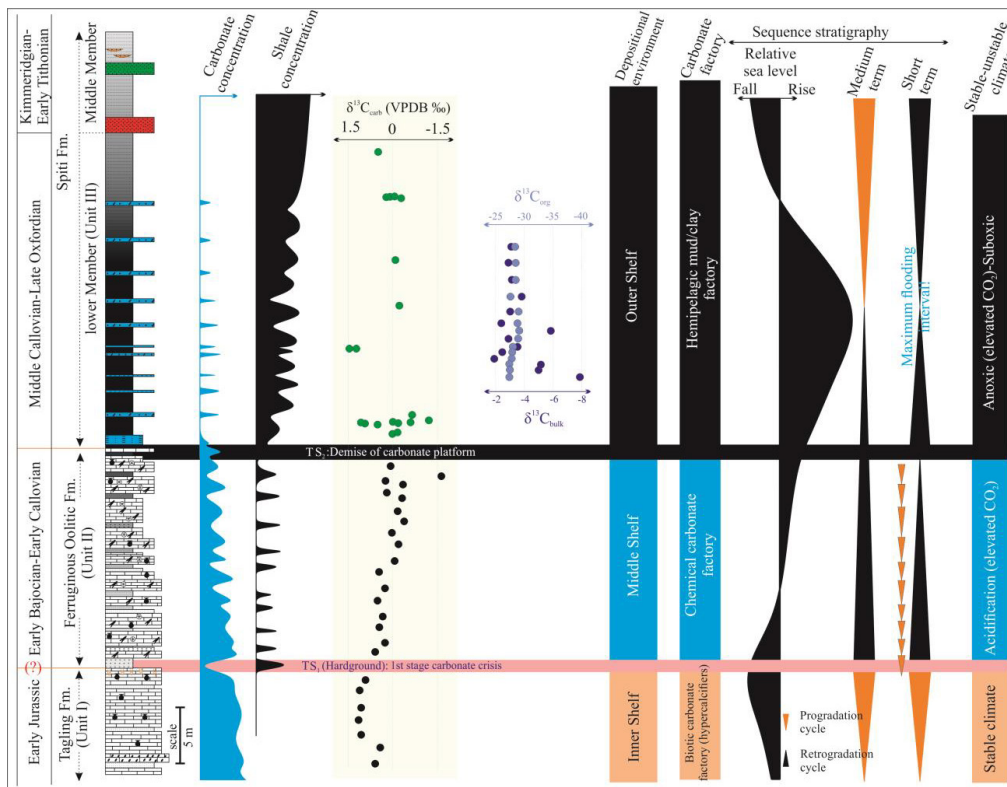 Kimmeridgian-
Early Tithonian
Middle Callovian-Late Oxfordian
Early Bajocian-Early Callovian
(?)
Early Jurassic
Middle Member
Spiti Fm.
lower Member (Unit III)
Ferruginous Oolitic Fm.
(Unit II)
Tagling Fm.
(Unit I)
scale
5 m
Carbonate
concentration
Shale
concentration
δ¹³C_carb (VPDB ‰)
1.5 0 -1.5
δ¹³C_org
-25 -30 -35 -40
-2 -4 -6 -8
δ¹³C_bulk
TS₂:Demise of carbonate platform
TS₁ (Hardground): 1st stage carbonate crisis
Depositional
environment
Outer Shelf
Middle Shelf
Inner Shelf
Carbonate
factory
Hemipelagic mud/clay
factory
Chemical carbonate
factory
Biotic carbonate
factory (hypercalcifiers)
Sequence stratigraphy
Relative
sea level
Fall Rise
Medium
term
Short
term
Maximum flooding
interval!
Progradation
cycle
Retrogradation
cycle
Stable-unstable
climate
Anoxic (elevated CO₂)-Suboxic
Acidification (elevated CO₂)
Stable climate